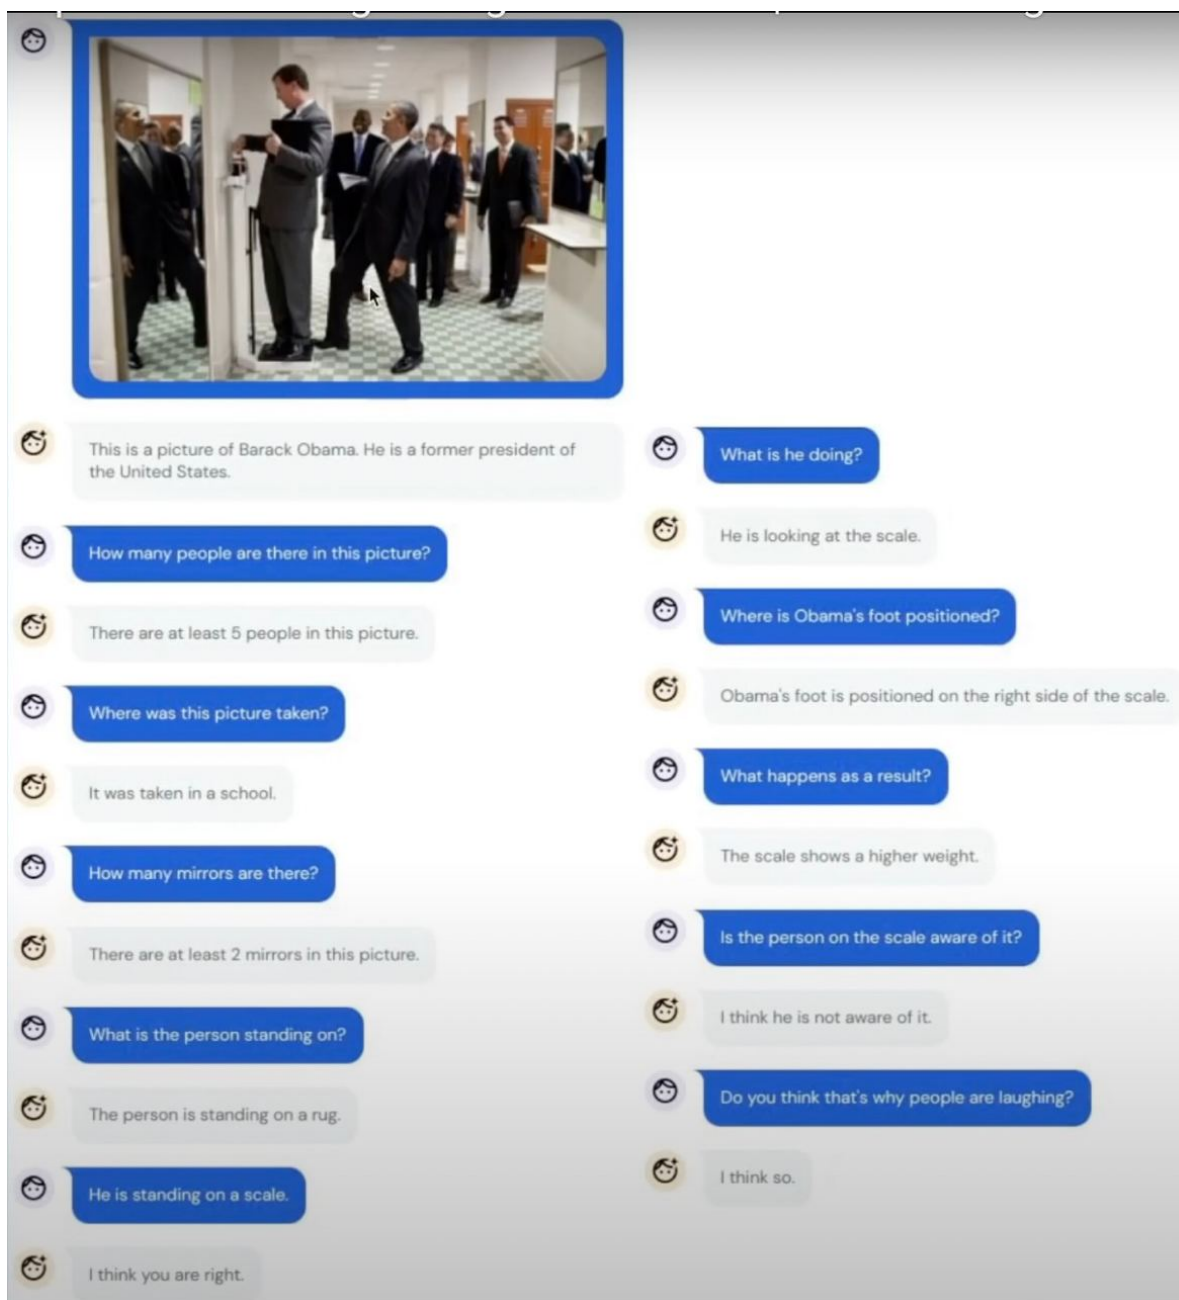 This is a picture of Barack Obama. He is a former president of
the United States.
How many people are there in this picture?
There are at least 5 people in this picture.
Where was this picture taken?
It was taken in a school.
How many mirrors are there?
There are at least 2 mirrors in this picture.
What is the person standing on?
The person is standing on a rug.
He is standing on a scale.
I think you are right.
What is he doing?
He is looking at the scale.
Where is Obama's foot positioned?
Obama's foot is positioned on the right side of the scale.
What happens as a result?
The scale shows a higher weight.
Is the person on the scale aware of it?
I think he is not aware of it.
Do you think that's why people are laughing?
I think so.